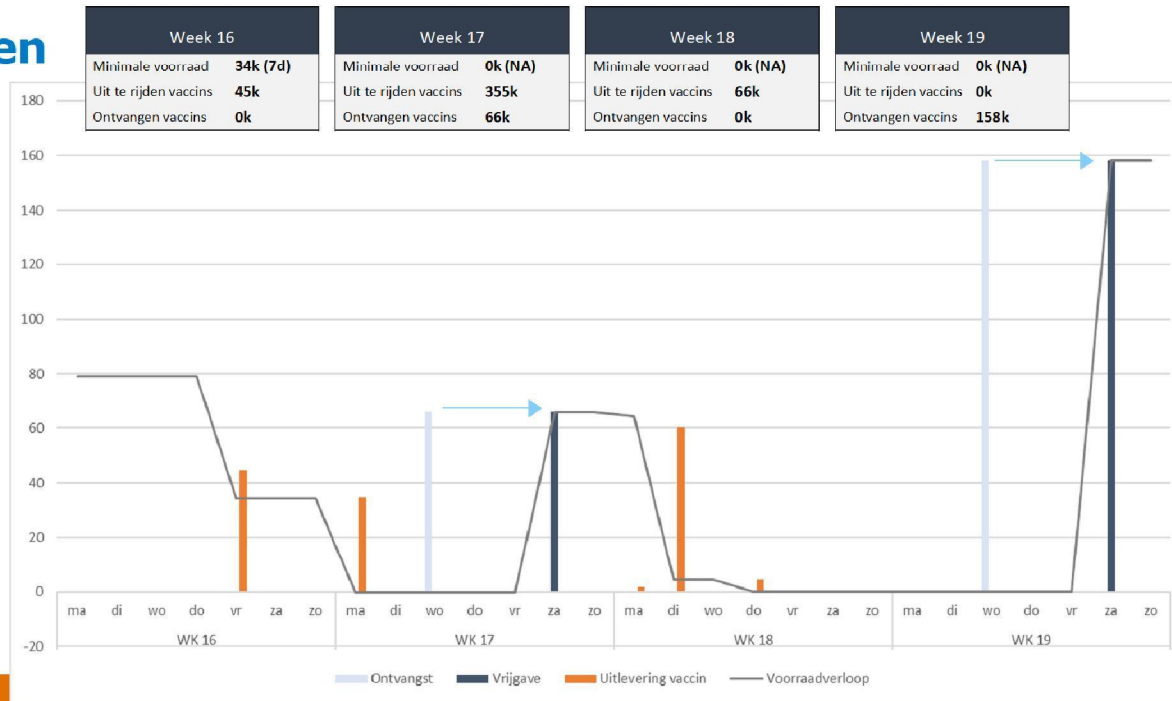 en
Week 16
Minimale voorraad 34k (7d)
Uit te rijden vaccins 45k
Ontvangen vaccins 0k
Week 17
Minimale voorraad 0k (NA)
Uit te rijden vaccins 355k
Ontvangen vaccins 66k
Week 18
Minimale voorraad 0k (NA)
Uit te rijden vaccins 66k
Ontvangen vaccins 0k
Week 19
Minimale voorraad 0k (NA)
Uit te rijden vaccins 0k
Ontvangen vaccins 158k
180
160
140
120
100
80
60
40
20
0
-20
ma di wo do vr za zo ma di wo do vr za zo ma di wo do vr za zo ma di wo do vr za zo
WK 16 WK 17 WK 18 WK 19
Ontvangst Vrijgave Uitlevering vaccin Voorraadverloop